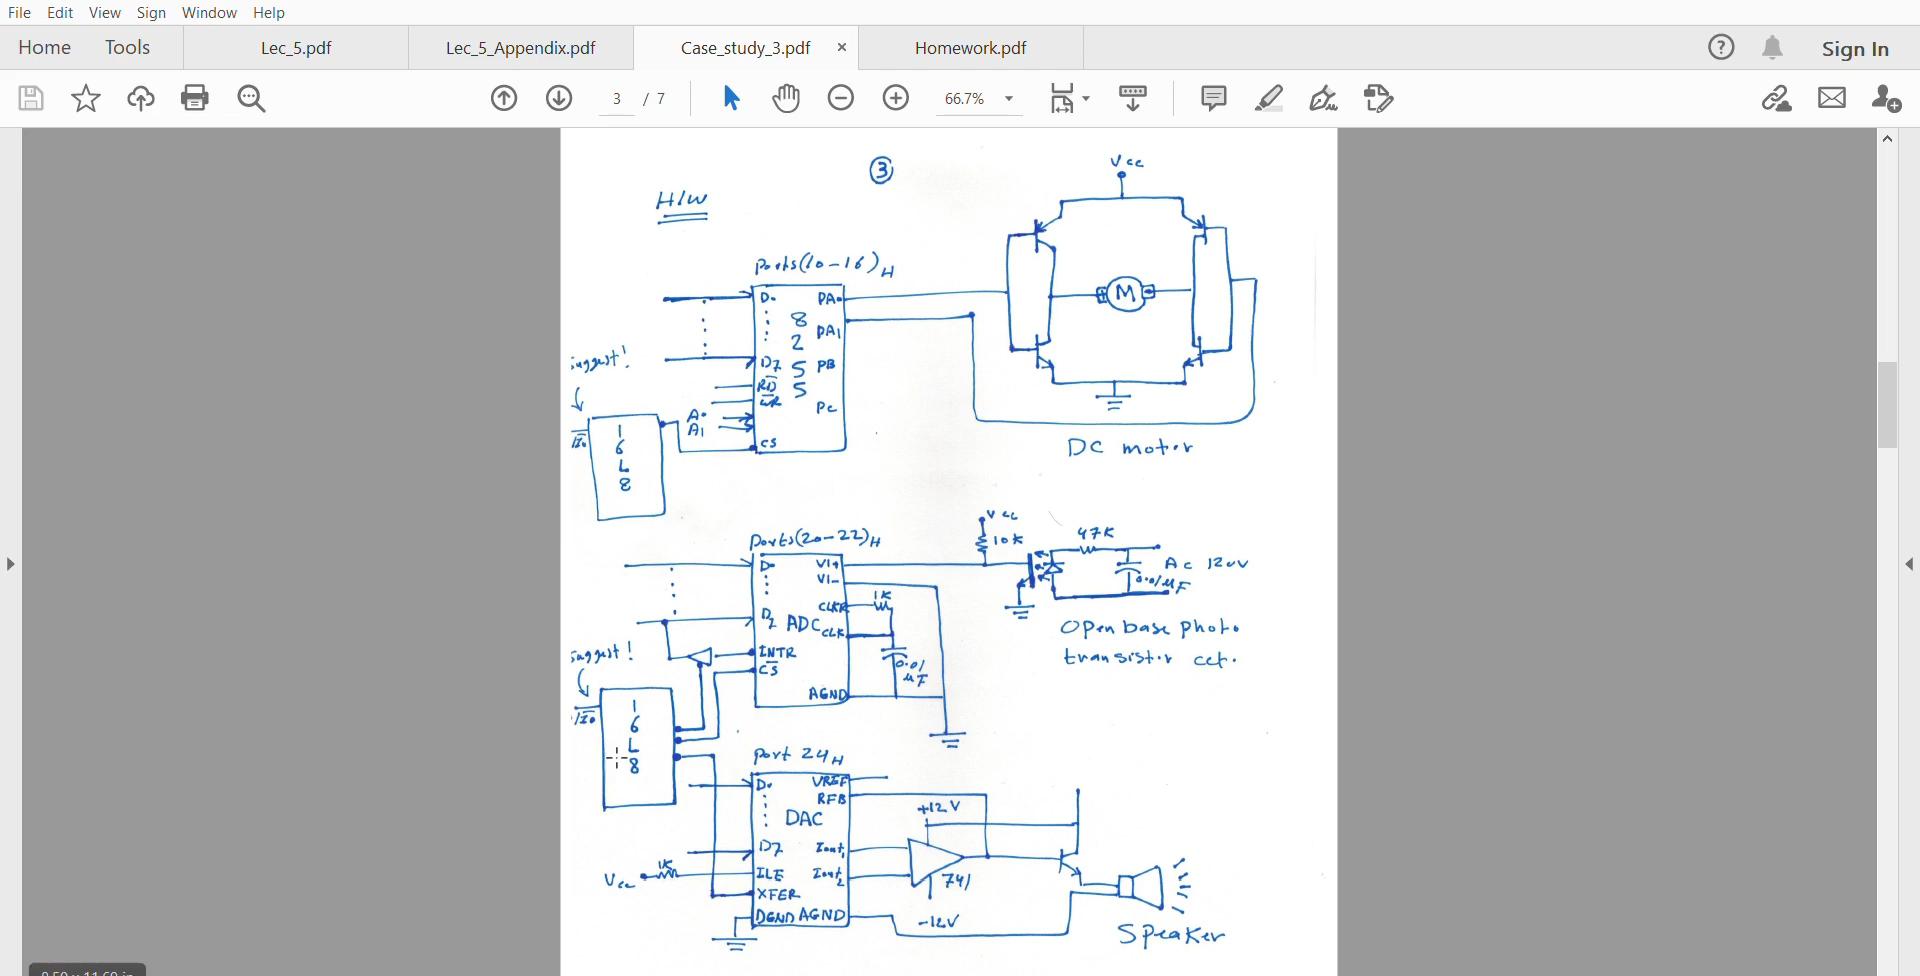 File Edit View Sign Window Help
Home Tools Lec_5.pdf Lec_5_Appendix.pdf Case_study_3.pdf × Homework.pdf ? Sign In
3 / 7 66.7%
3
H/W
Vcc
Ports(10-16)H
D0 PA0
8
PA1
2
D7 5 PB
RD 5
WR
PC
A0
A1
CS
suggest!
1
6
L
8
M
DC motor
Ports(20-22)H
D0 VI+
VI-
CLKR 1K
D7 ADC CLK
INTR
CS
0.01
µF
AGND
Vcc
10K
47K
AC 120V
0.01µF
Open base photo
transistor cct.
suggest!
1
6
L
8
Port 24H
D0 VREF
RFB
DAC
+12V
D7 Iout1
Vcc 1K ILE Iout2 741
XFER
DGND AGND -12V
Speaker